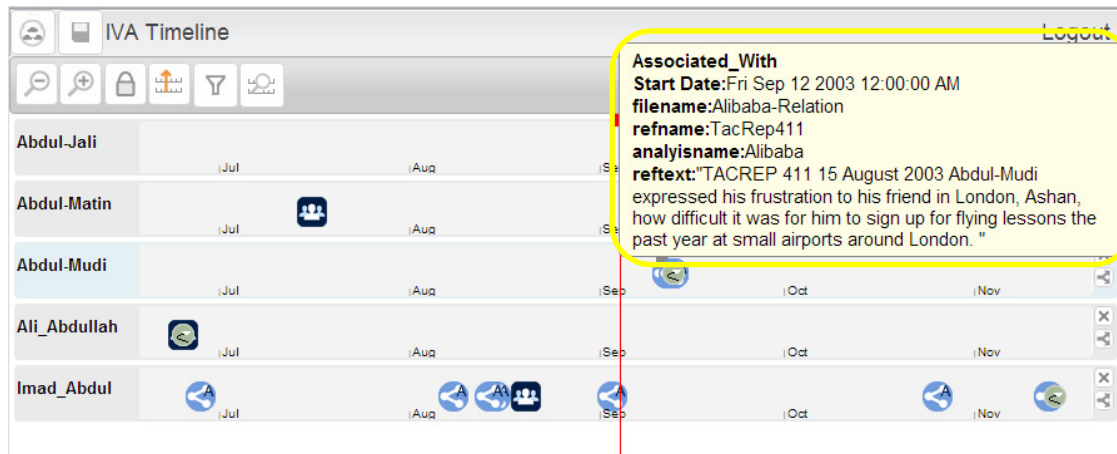 IVA Timeline
Logout
Associated_With
Start Date:Fri Sep 12 2003 12:00:00 AM
filename:Alibaba-Relation
refname:TacRep411
analyisname:Alibaba
reftext:"TACREP 411 15 August 2003 Abdul-Mudi
expressed his frustration to his friend in London, Ashan,
how difficult it was for him to sign up for flying lessons the
past year at small airports around London. "
Abdul-Jali
Jul
Aug
Abdul-Matin
Jul
Aug
Abdul-Mudi
Jul
Aug
Sep
Oct
Nov
Ali_Abdullah
Jul
Aug
Sep
Oct
Nov
Imad_Abdul
A
A
AA
A
A
Jul
Aug
Sep
Oct
Nov